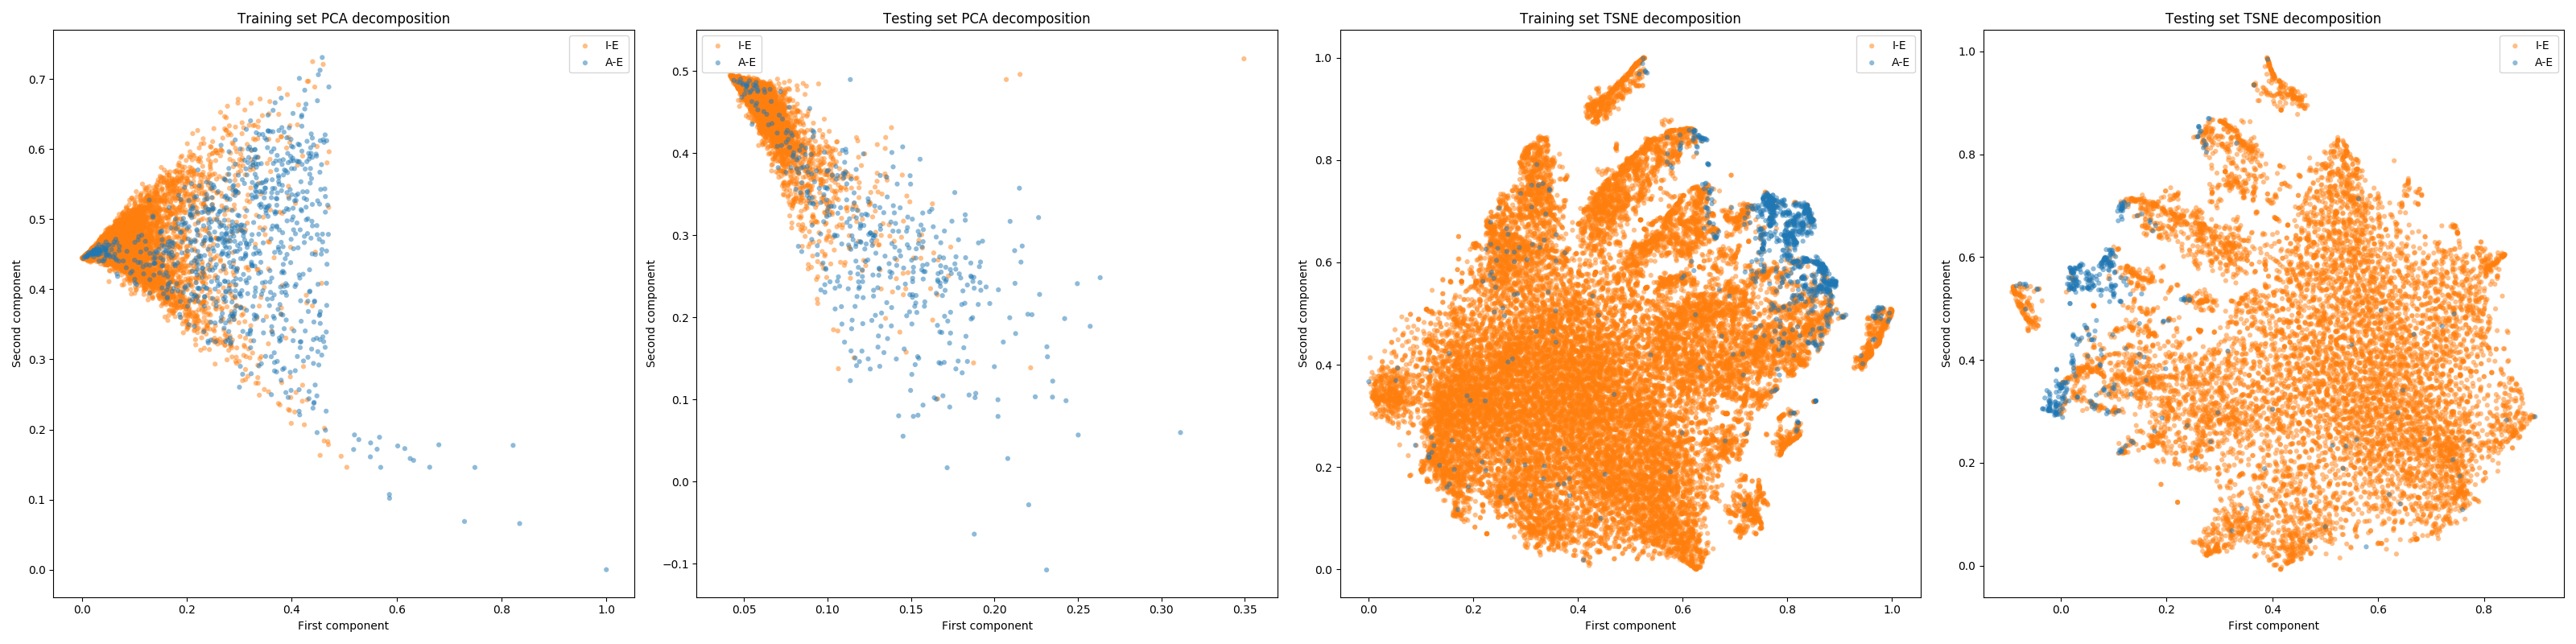 Training set PCA decomposition
I-E
A-E
0.7
0.6
0.5
0.4
0.3
0.2
0.1
0.0
Second component
0.0
0.2
0.4
0.6
0.8
1.0
First component
Testing set PCA decomposition
I-E
A-E
0.5
0.4
0.3
0.2
0.1
0.0
−0.1
Second component
0.05
0.10
0.15
0.20
0.25
0.30
0.35
First component
Training set TSNE decomposition
I-E
A-E
1.0
0.8
0.6
0.4
0.2
0.0
Second component
0.0
0.2
0.4
0.6
0.8
1.0
First component
Testing set TSNE decomposition
I-E
A-E
1.0
0.8
0.6
0.4
0.2
0.0
Second component
0.0
0.2
0.4
0.6
0.8
First component